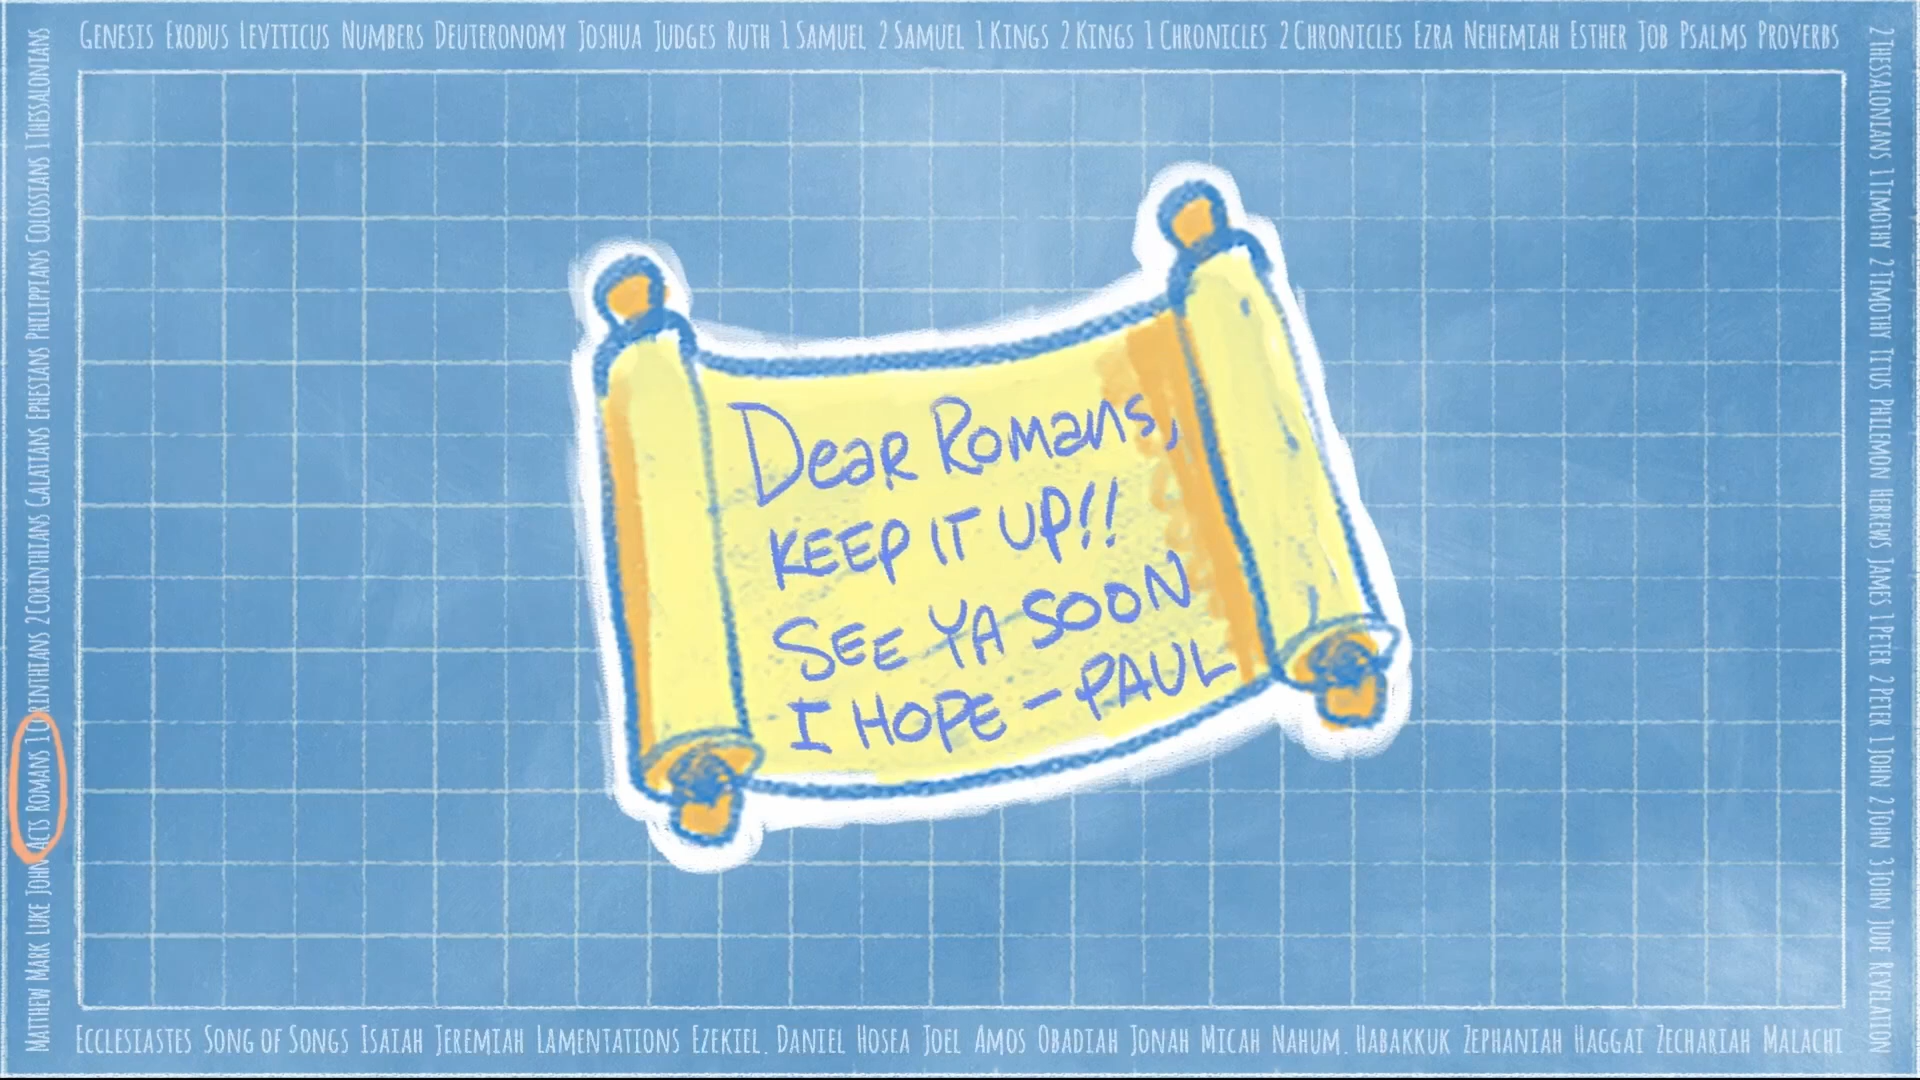 GENESIS EXODUS LEVITICUS NUMBERS DEUTERONOMY JOSHUA JUDGES RUTH 1 SAMUEL 2 SAMUEL 1 KINGS 2 KINGS 1 CHRONICLES 2 CHRONICLES EZRA NEHEMIAH ESTHER JOB PSALMS PROVERBS
MATTHEW MARK LUKE JOHN ACTS ROMANS 1 CORINTHIANS 2 CORINTHIANS GALATIANS EPHESIANS PHILIPPIANS COLOSSIANS 1 THESSALONIANS
Dear Romans,
KEEP IT UP!!
SEE YA SOON
I HOPE - PAUL
2 THESSALONIANS 1 TIMOTHY 2 TIMOTHY TITUS PHILEMON HEBREWS JAMES 1 PETER 2 PETER 1 JOHN 2 JOHN 3 JOHN JUDE REVELATION
ECCLESIASTES SONG OF SONGS ISAIAH JEREMIAH LAMENTATIONS EZEKIEL. DANIEL HOSEA JOEL AMOS OBADIAH JONAH MICAH NAHUM. HABAKKUK ZEPHANIAH HAGGAI ZECHARIAH MALACHI